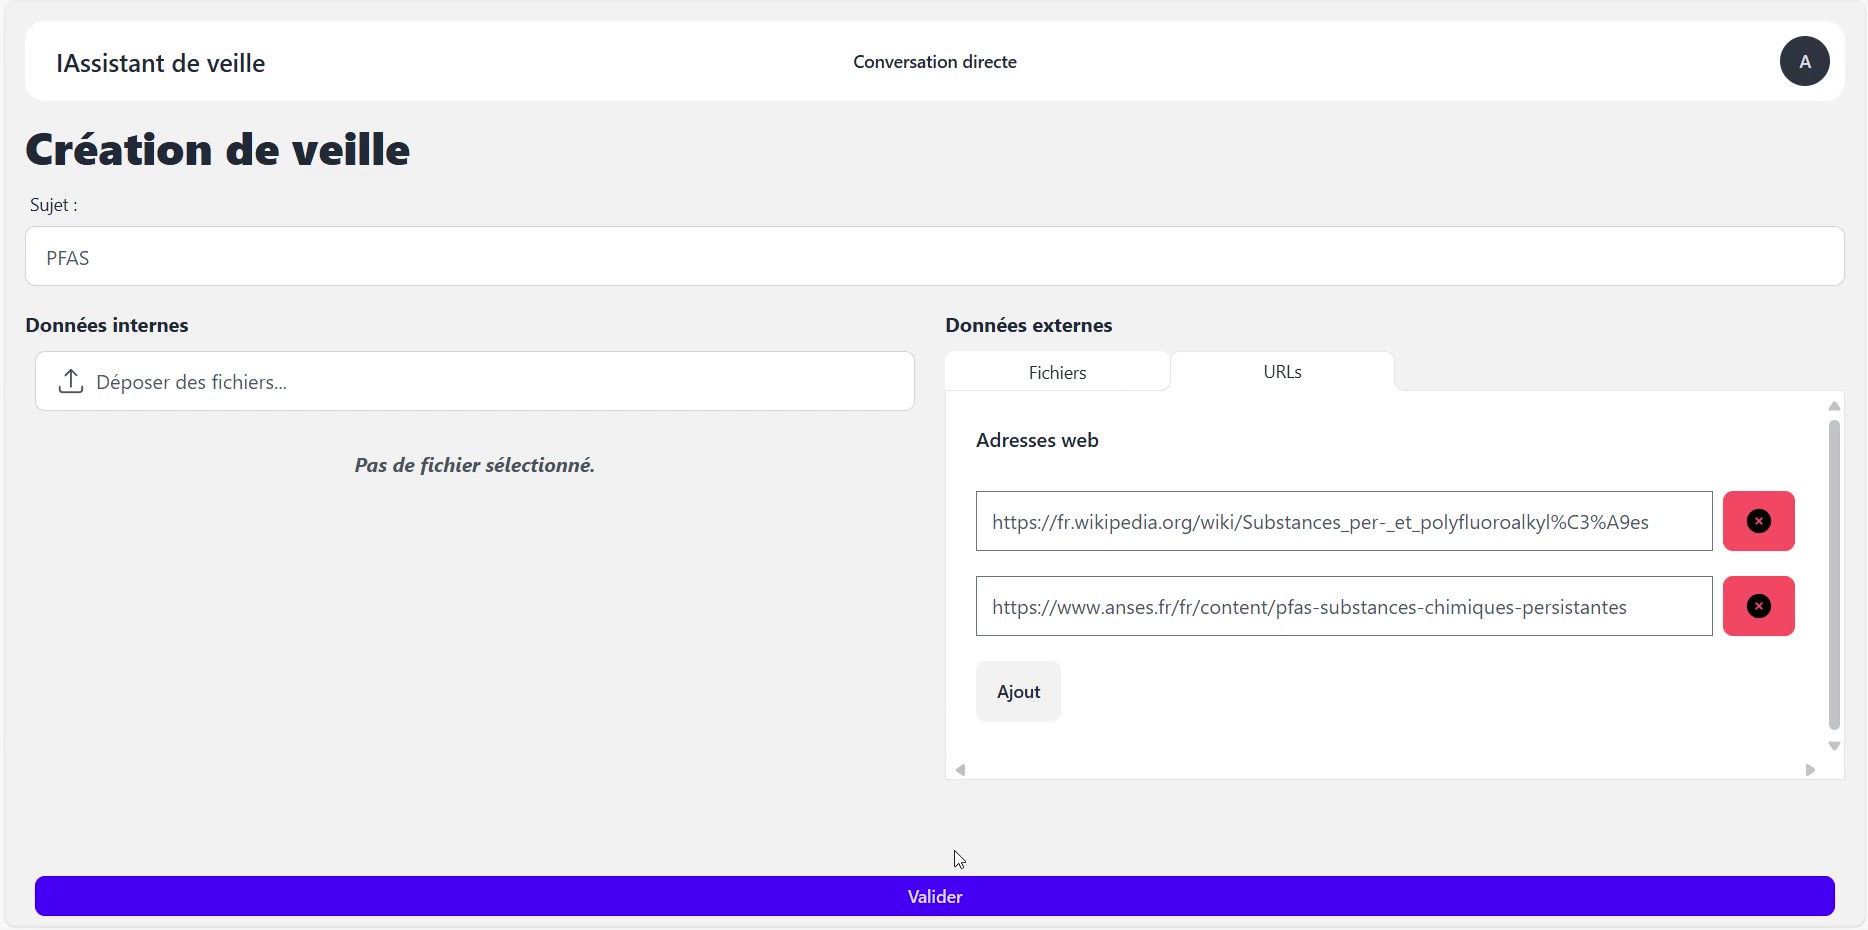 IAssistant de veille
Conversation directe
A
Création de veille
Sujet :
PFAS
Données internes
Déposer des fichiers...
Pas de fichier sélectionné.
Données externes
Fichiers
URLs
Adresses web
https://fr.wikipedia.org/wiki/Substances_per-_et_polyfluoroalkyl%C3%A9es
https://www.anses.fr/fr/content/pfas-substances-chimiques-persistantes
Ajout
Valider